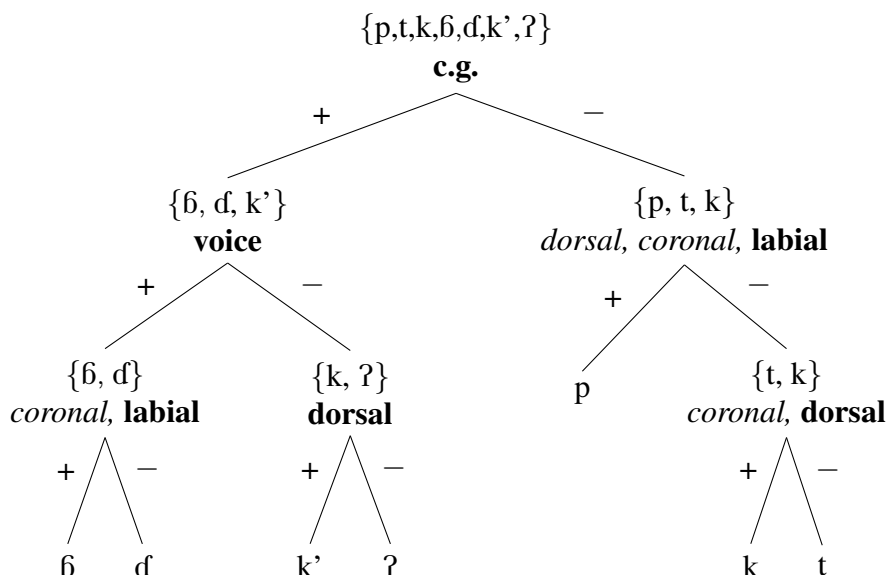 {p,t,k,ɓ,ɗ,k’,ʔ}
c.g.
+ −
{ɓ, ɗ, k’} {p, t, k}
voice dorsal, coronal, labial
+ − + −
{ɓ, ɗ} {k, ʔ} p {t, k}
coronal, labial dorsal coronal, dorsal
+ − + − + −
ɓ ɗ k’ ʔ k t